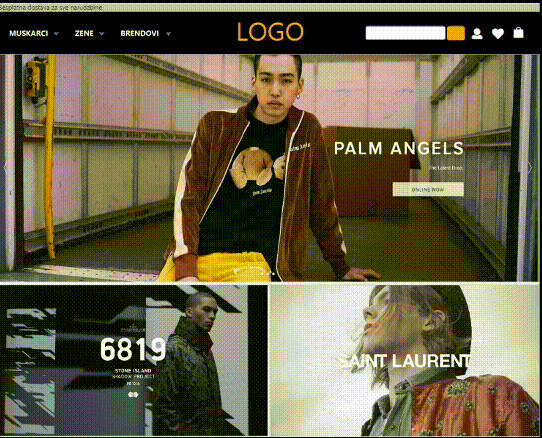 Besplatna dostava za sve narudzbine
MUSKARCI
ZENE
BRENDOVI
LOGO
PALM ANGELS
The Latest Drop
ONLINE NOW
6819
STONE ISLAND
SHADOW PROJECT
SAINT LAURENT